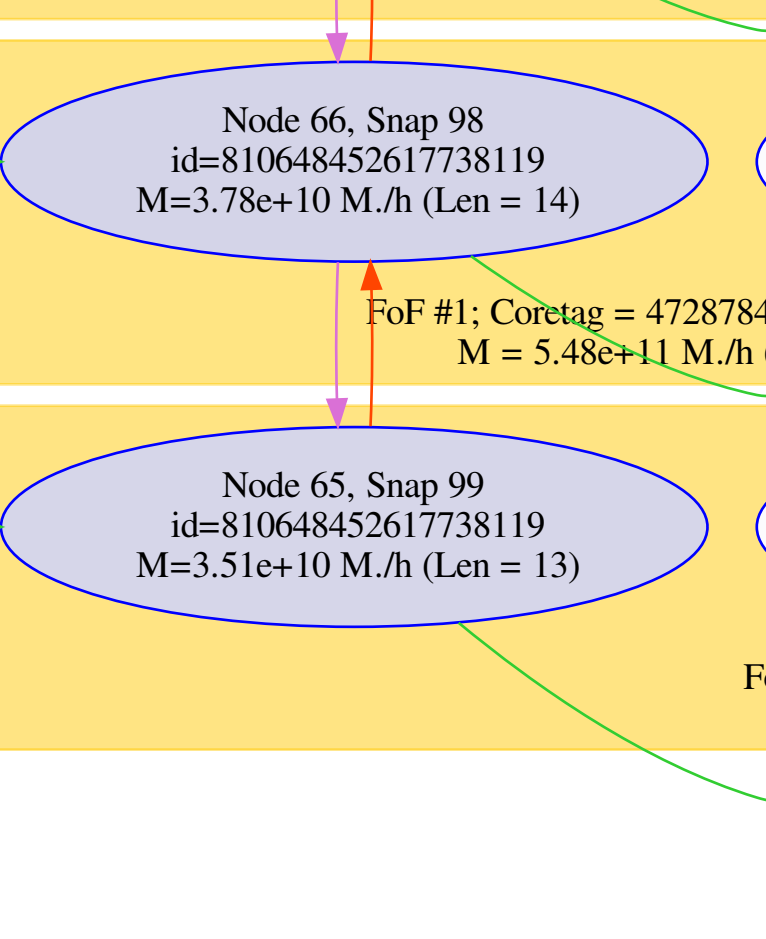 Node 66, Snap 98
id=810648452617738119
M=3.78e+10 M./h (Len = 14)
FoF #1; Coretag = 4728784
M = 5.48e+11 M./h (
Node 65, Snap 99
id=810648452617738119
M=3.51e+10 M./h (Len = 13)